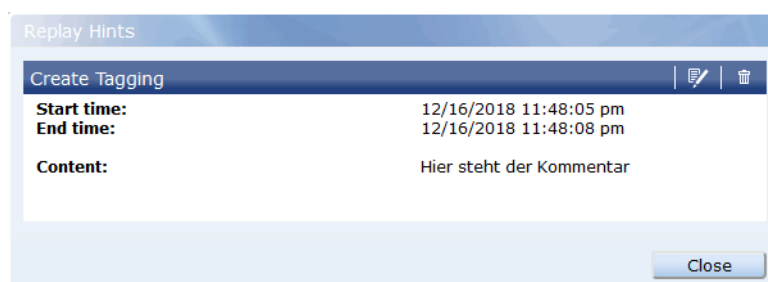 Replay Hints
Create Tagging
Start time: 12/16/2018 11:48:05 pm
End time: 12/16/2018 11:48:08 pm
Content: Hier steht der Kommentar
Close